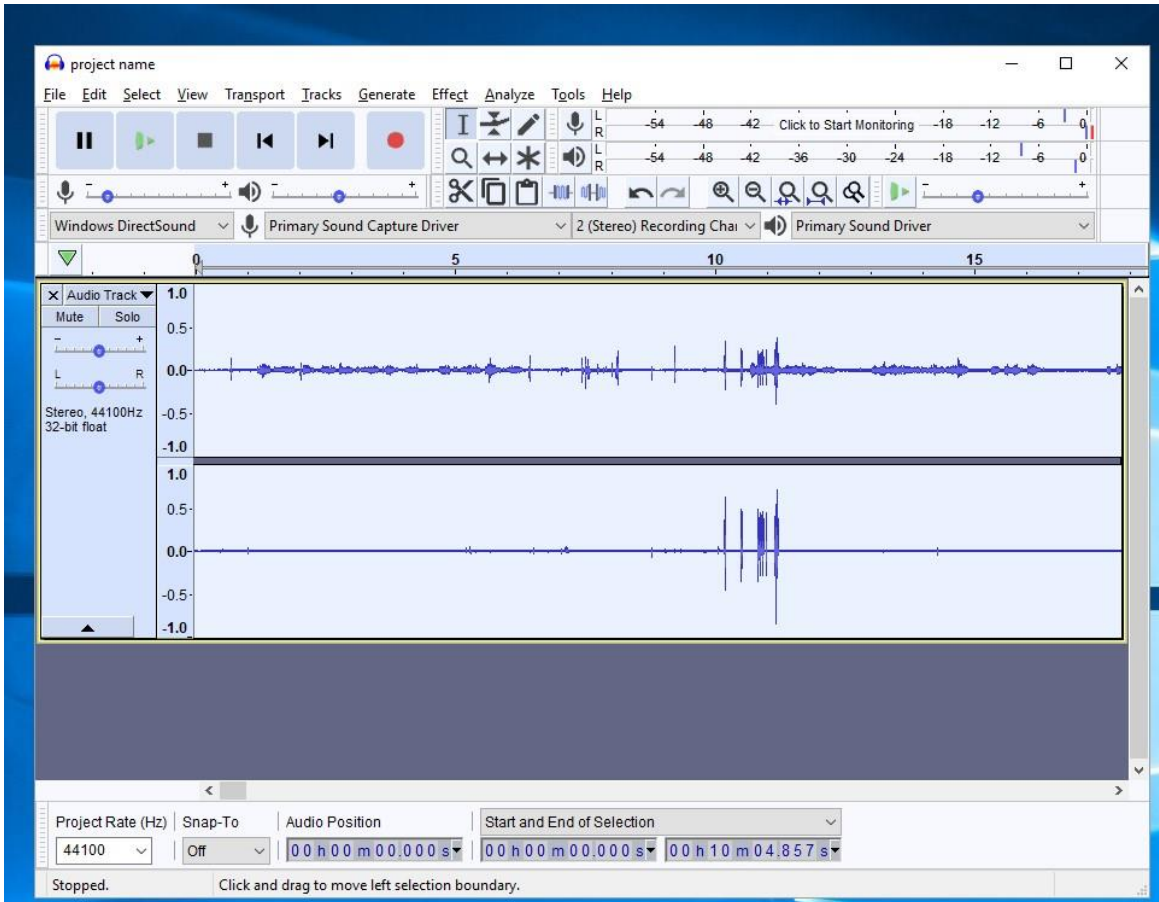 project name
File Edit Select View Transport Tracks Generate Effect Analyze Tools Help
L R -54 -48 -42 Click to Start Monitoring -18 -12 -6 0
L R -54 -48 -42 -36 -30 -24 -18 -12 -6 0
- + - + - +
Windows DirectSound Primary Sound Capture Driver 2 (Stereo) Recording Chai Primary Sound Driver
0 5 10 15
X Audio Track 1.0
Mute Solo 0.5
- +
L R 0.0
Stereo, 44100Hz -0.5
32-bit float
-1.0
1.0
0.5
0.0
-0.5
-1.0
Project Rate (Hz) Snap-To Audio Position Start and End of Selection
44100 Off 00 h 00 m 00.000 s 00 h 00 m 00.000 s 00 h 10 m 04.857 s
Stopped. Click and drag to move left selection boundary.